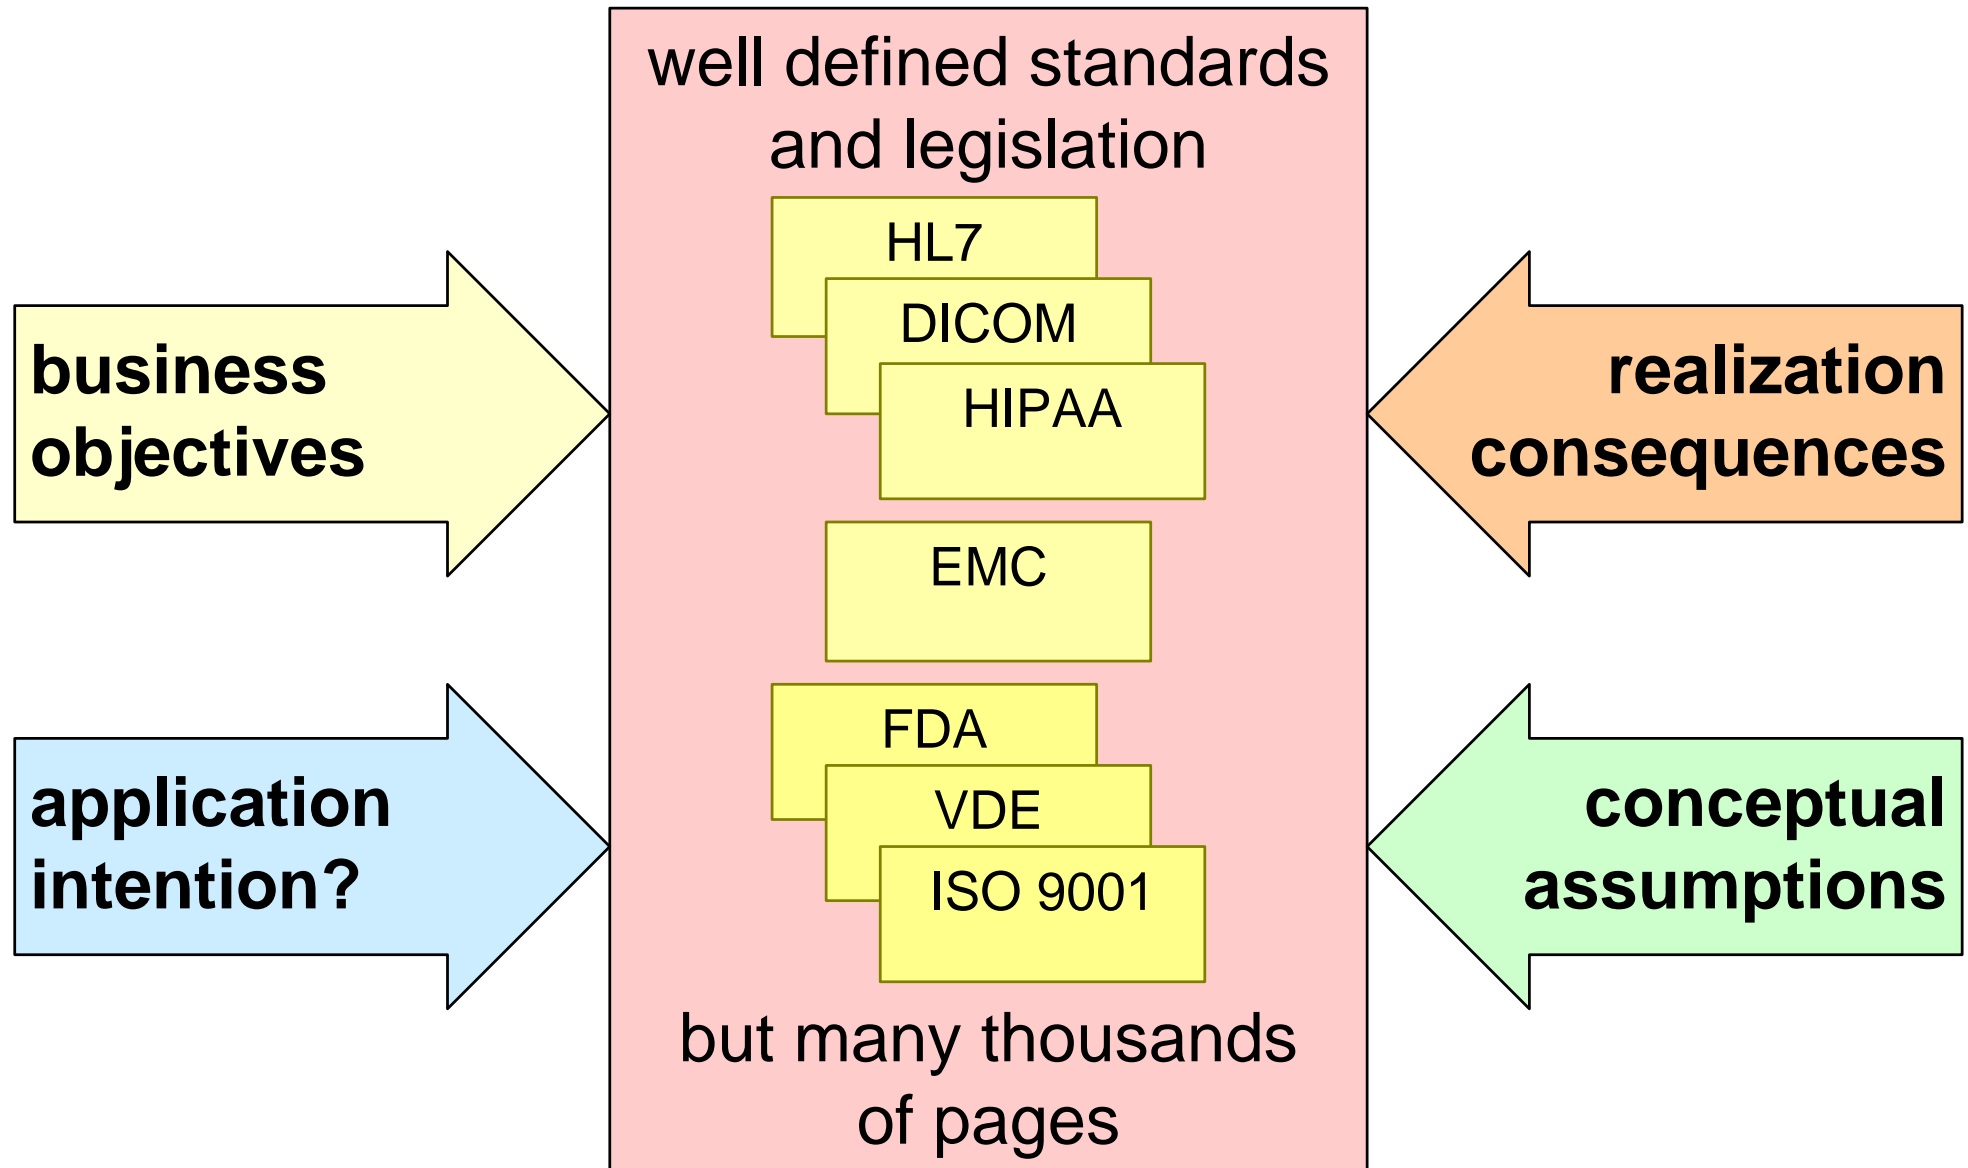 well defined standards
and legislation
HL7
DICOM
HIPAA
EMC
FDA
VDE
ISO 9001
but many thousands
of pages
business
objectives
application
intention?
realization
consequences
conceptual
assumptions